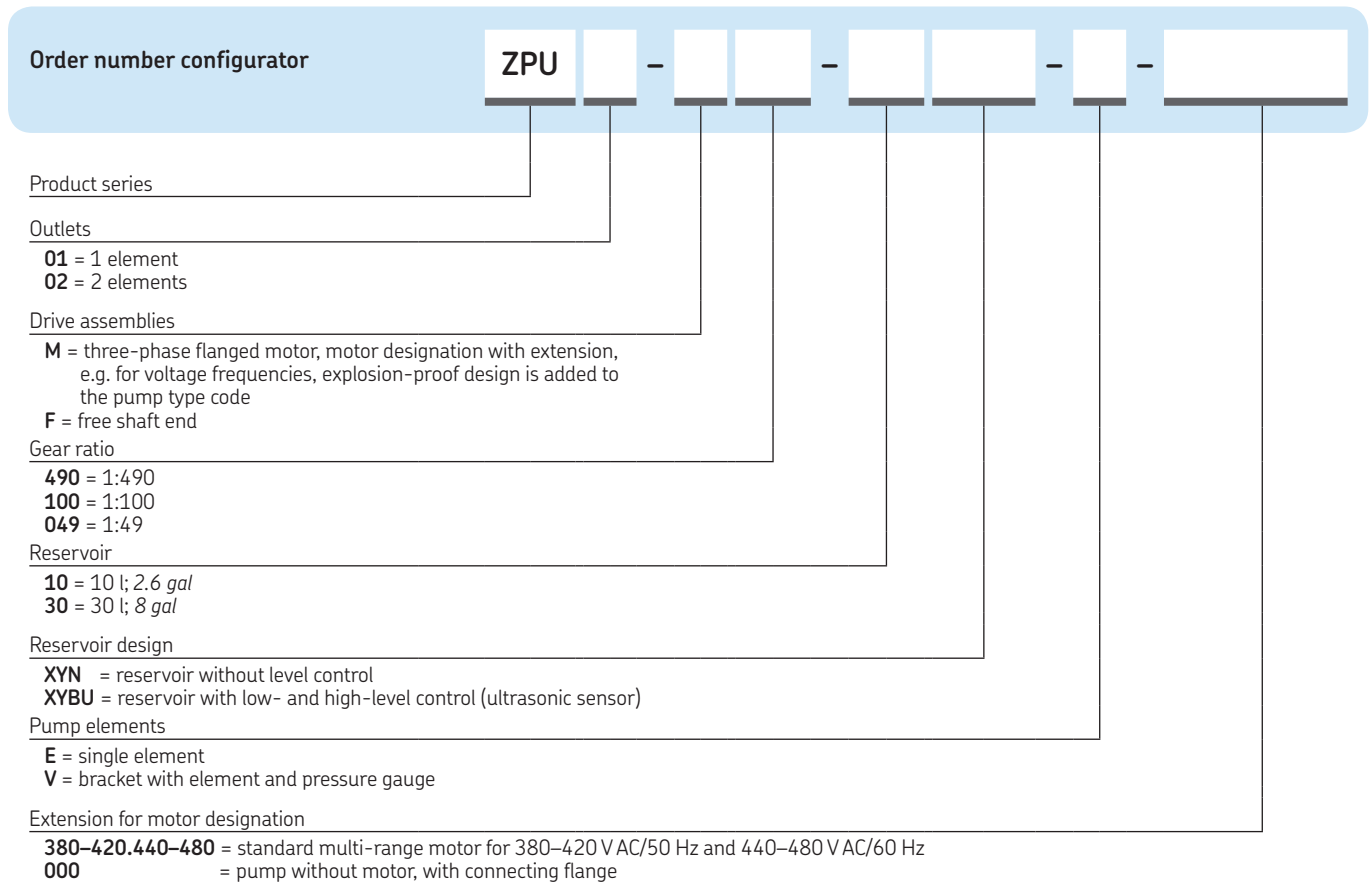 Order number configurator
ZPU – – – –
Product series
Outlets
01 = 1 element
02 = 2 elements
Drive assemblies
M = three-phase flanged motor, motor designation with extension,
e.g. for voltage frequencies, explosion-proof design is added to
the pump type code
F = free shaft end
Gear ratio
490 = 1:490
100 = 1:100
049 = 1:49
Reservoir
10 = 10 l; 2.6 gal
30 = 30 l; 8 gal
Reservoir design
XYN = reservoir without level control
XYBU = reservoir with low- and high-level control (ultrasonic sensor)
Pump elements
E = single element
V = bracket with element and pressure gauge
Extension for motor designation
380–420.440–480 = standard multi-range motor for 380–420 V AC/50 Hz and 440–480 V AC/60 Hz
000 = pump without motor, with connecting flange